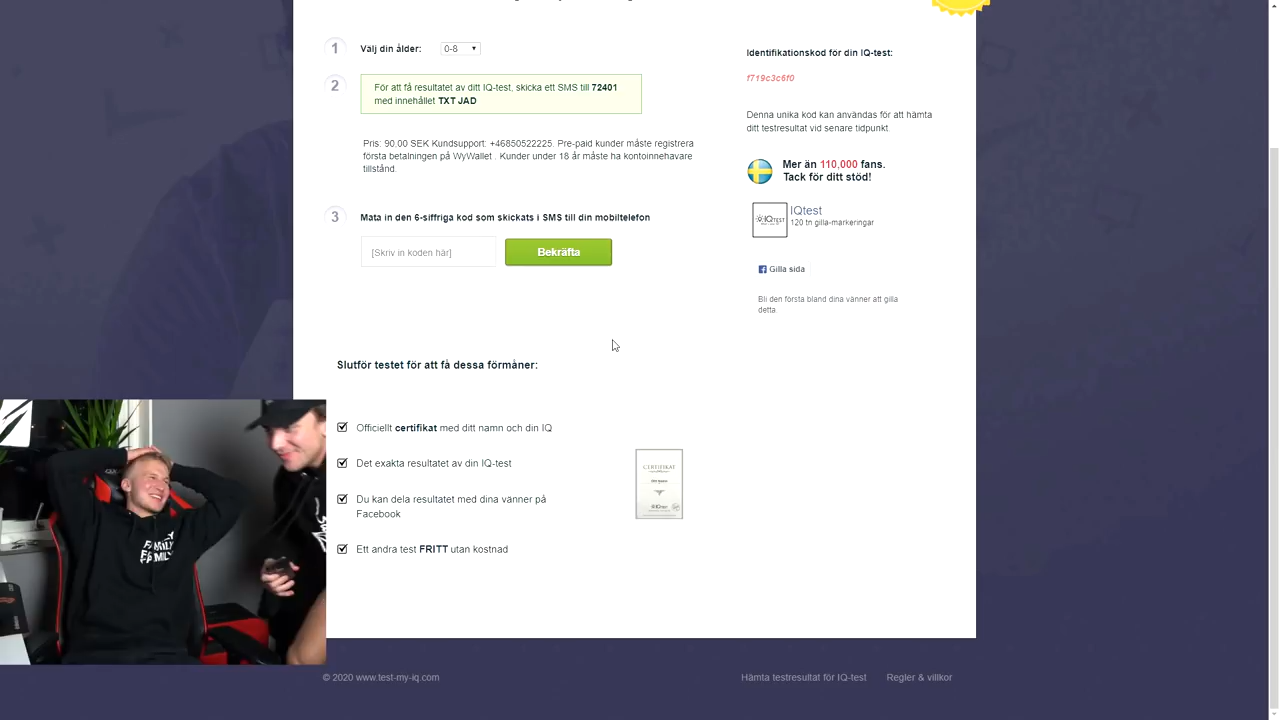 1
Välj din ålder:
0-8
2
För att få resultatet av ditt IQ-test, skicka ett SMS till 72401
med innehållet TXT JAD
Pris: 90,00 SEK Kundsupport: +46850522225. Pre-paid kunder måste registrera
första betalningen på WyWallet . Kunder under 18 år måste ha kontoinnehavare
tillstånd.
3
Mata in den 6-siffriga kod som skickats i SMS till din mobiltelefon
[Skriv in koden här]
Bekräfta
Identifikationskod för din IQ-test:
f719c3c6f0
Denna unika kod kan användas för att hämta
ditt testresultat vid senare tidpunkt.
Mer än 110,000 fans.
Tack för ditt stöd!
IQTEST
IQtest
120 tn gilla-markeringar
Gilla sida
Bli den första bland dina vänner att gilla
detta.
Slutför testet för att få dessa förmåner:
Officiellt certifikat med ditt namn och din IQ
Det exakta resultatet av din IQ-test
Du kan dela resultatet med dina vänner på
Facebook
Ett andra test FRITT utan kostnad
CERTIFIKAT
© 2020 www.test-my-iq.com
Hämta testresultat för IQ-test
Regler & villkor